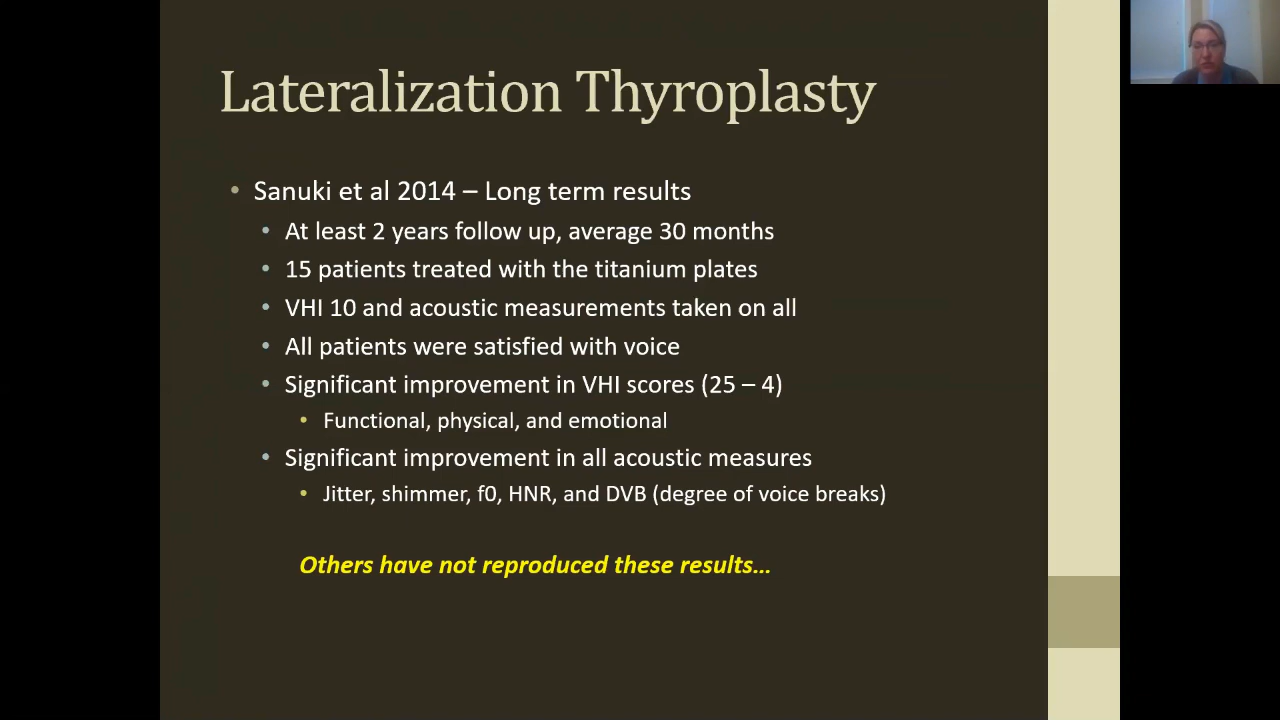 Lateralization Thyroplasty
• Sanuki et al 2014 – Long term results
• At least 2 years follow up, average 30 months
• 15 patients treated with the titanium plates
• VHI 10 and acoustic measurements taken on all
• All patients were satisfied with voice
• Significant improvement in VHI scores (25 – 4)
• Functional, physical, and emotional
• Significant improvement in all acoustic measures
• Jitter, shimmer, f0, HNR, and DVB (degree of voice breaks)
Others have not reproduced these results...